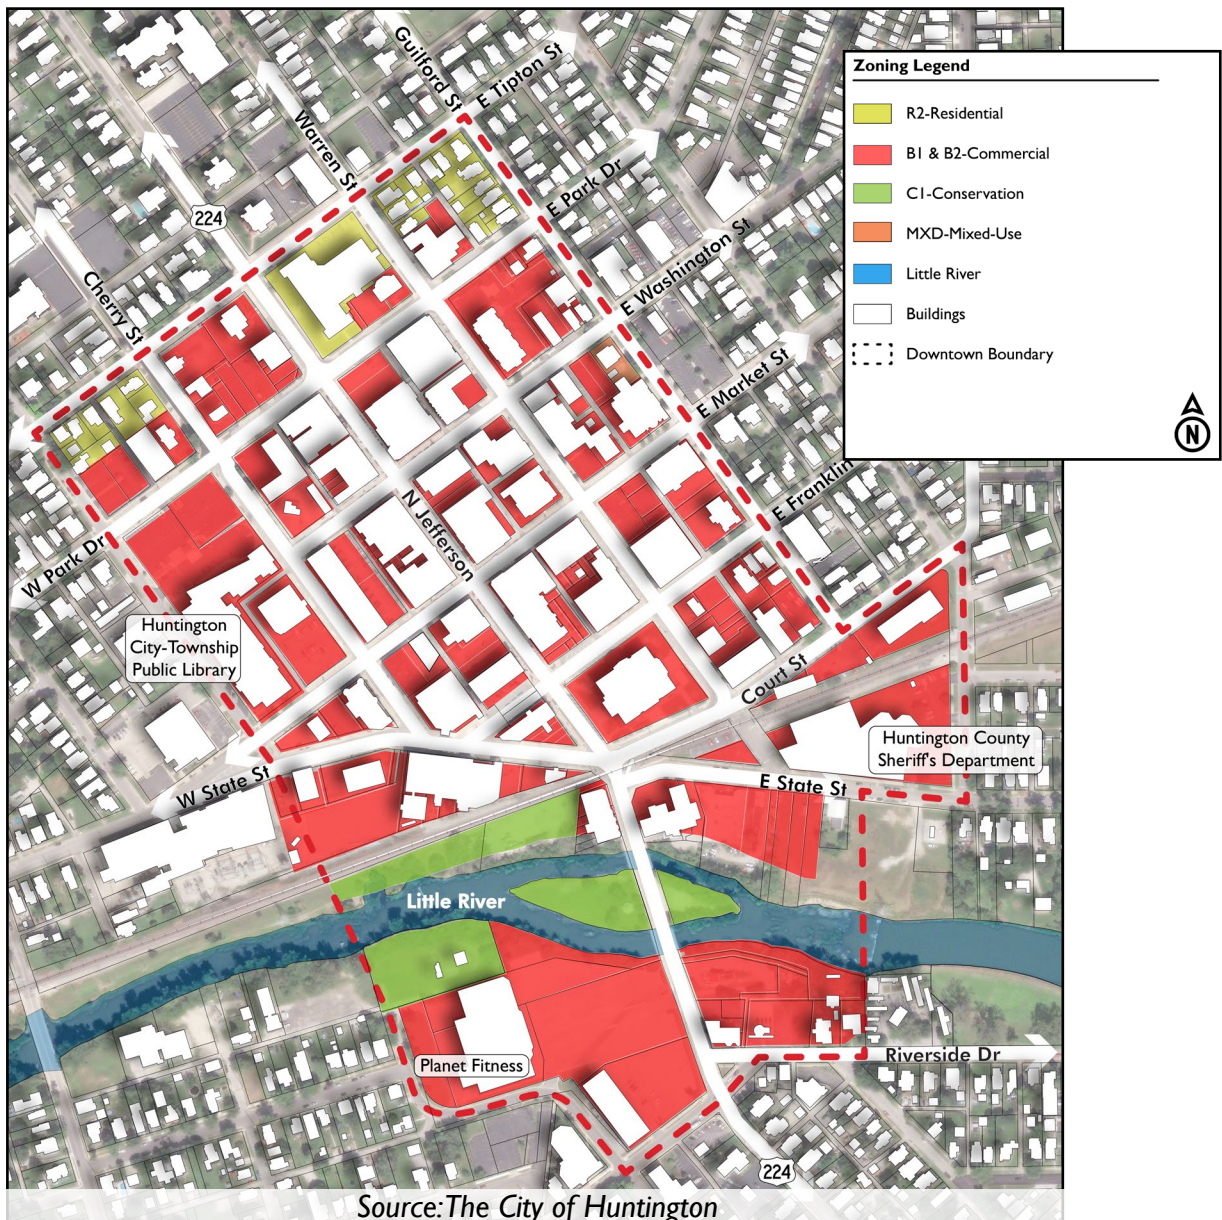 Guilford St
E Tipton St
Zoning Legend
R2-Residential
B1 & B2-Commercial
C1-Conservation
MXD-Mixed-Use
Little River
Buildings
Downtown Boundary
N
Warren St
E Park Dr
224
E Washington St
Cherry St
E Market St
E Franklin
N Jefferson
W Park Dr
Huntington
City-Township
Public Library
Court St
Huntington County
Sheriff's Department
W State St
E State St
Little River
Planet Fitness
Riverside Dr
224
Source:The City of Huntington